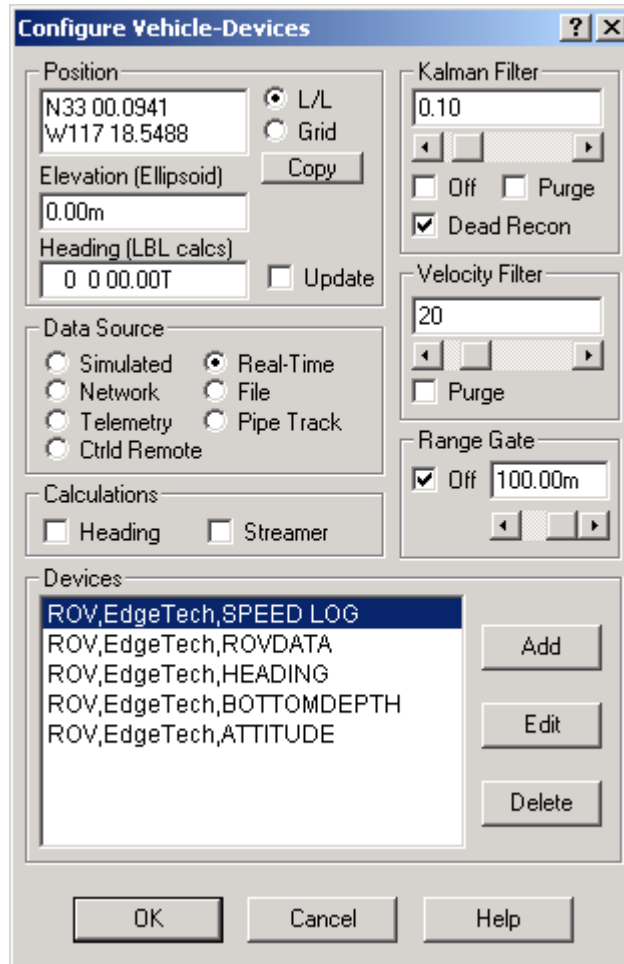 Configure Vehicle-Devices
Position
N33 00.0941
W117 18.5488
L/L
Grid
Copy
Elevation (Ellipsoid)
0.00m
Heading (LBL calcs)
0 0 00.00T
Update
Kalman Filter
0.10
Off Purge
Dead Recon
Velocity Filter
20
Purge
Data Source
Simulated Real-Time
Network File
Telemetry Pipe Track
Ctrld Remote
Range Gate
Off 100.00m
Calculations
Heading Streamer
Devices
ROV,EdgeTech,SPEED LOG
ROV,EdgeTech,ROVDATA
ROV,EdgeTech,HEADING
ROV,EdgeTech,BOTTOMDEPTH
ROV,EdgeTech,ATTITUDE
Add
Edit
Delete
OK Cancel Help